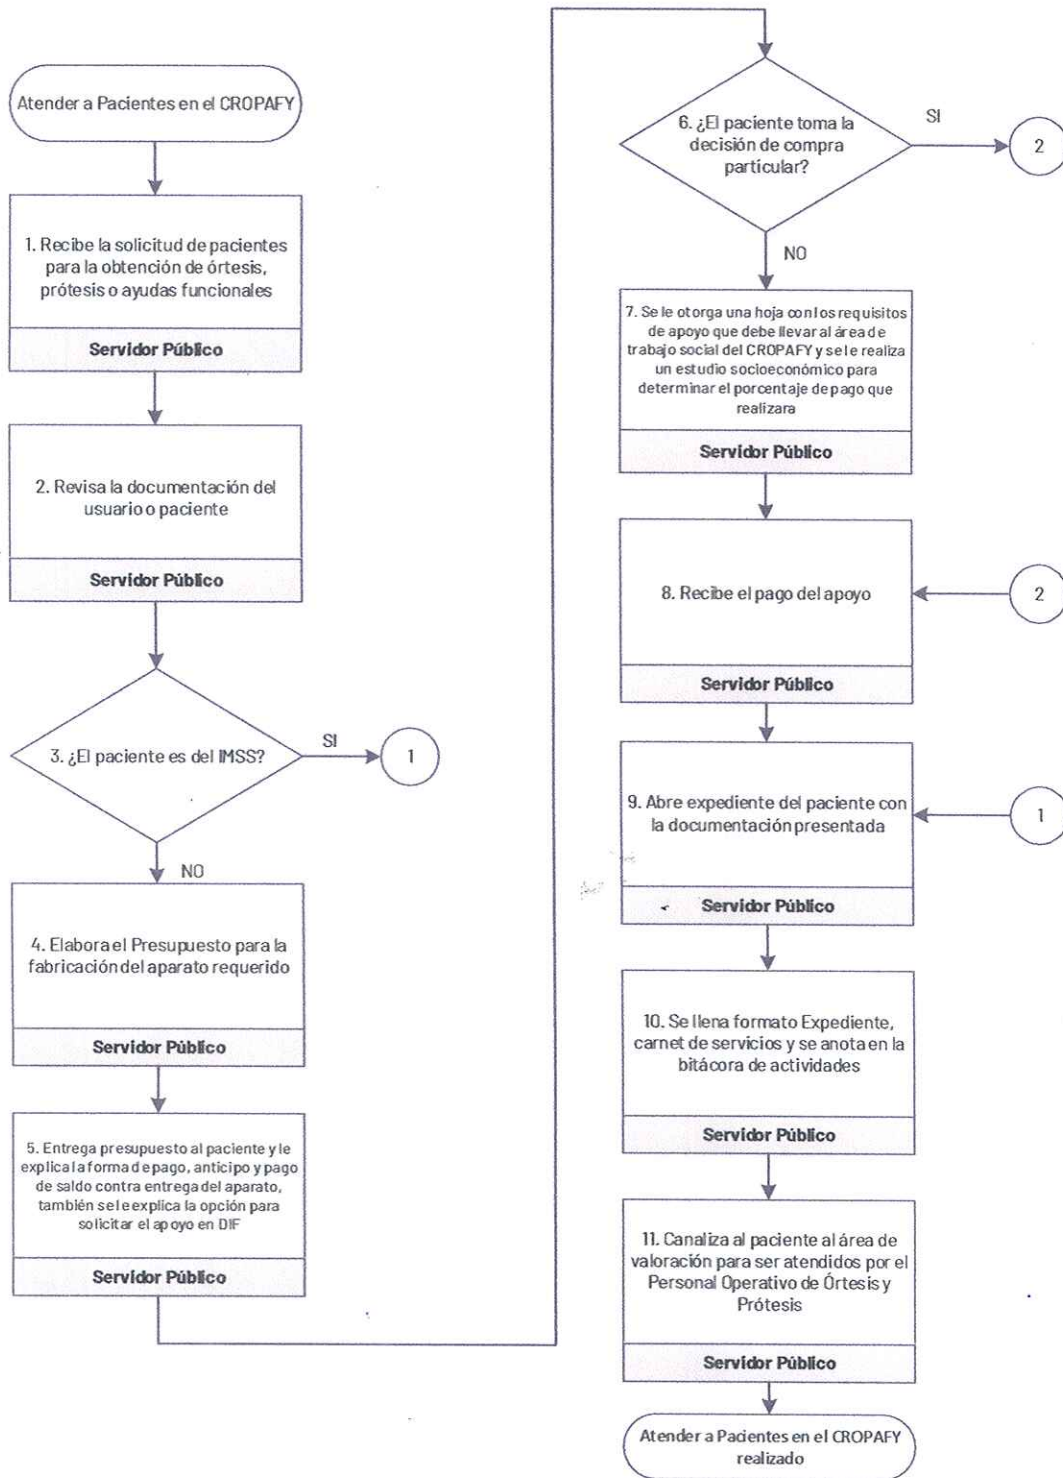 Atender a Pacientes en el CROPAFY
1. Recibe la solicitud de pacientes
para la obtención de órtesis,
prótesis o ayudas funcionales
Servidor Público
2. Revisa la documentación del
usuario o paciente
Servidor Público
3. ¿El paciente es del IMSS?
SI
1
NO
4. Elabora el Presupuesto para la
fabricación del aparato requerido
Servidor Público
5. Entrega presupuesto al paciente y le
explica la forma de pago, anticipo y pago
de saldo contra entrega del aparato,
también se le explica la opción para
solicitar el apoyo en DIF
Servidor Público
6. ¿El paciente toma la
decisión de compra
particular?
SI
2
NO
7. Se le otorga una hoja con los requisitos
de apoyo que debe llevar al área de
trabajo social del CROPAFY y se le realiza
un estudio socioeconómico para
determinar el porcentaje de pago que
realizara
Servidor Público
8. Recibe el pago del apoyo
2
Servidor Público
9. Abre expediente del paciente con
la documentación presentada
1
Servidor Público
10. Se llena formato Expediente,
carnet de servicios y se anota en la
bitácora de actividades
Servidor Público
11. Canaliza al paciente al área de
valoración para ser atendidos por el
Personal Operativo de Órtesis y
Prótesis
Servidor Público
Atender a Pacientes en el CROPAFY
realizado